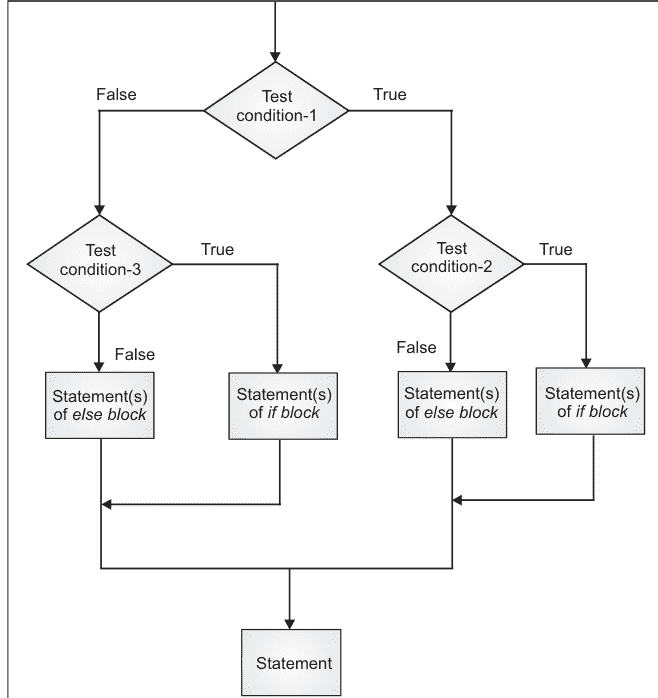 Test
condition-1
False
True
Test
condition-3
True
Test
condition-2
True
False
False
Statement(s)
of else block
Statement(s)
of if block
Statement(s)
of else block
Statement(s)
of if block
Statement